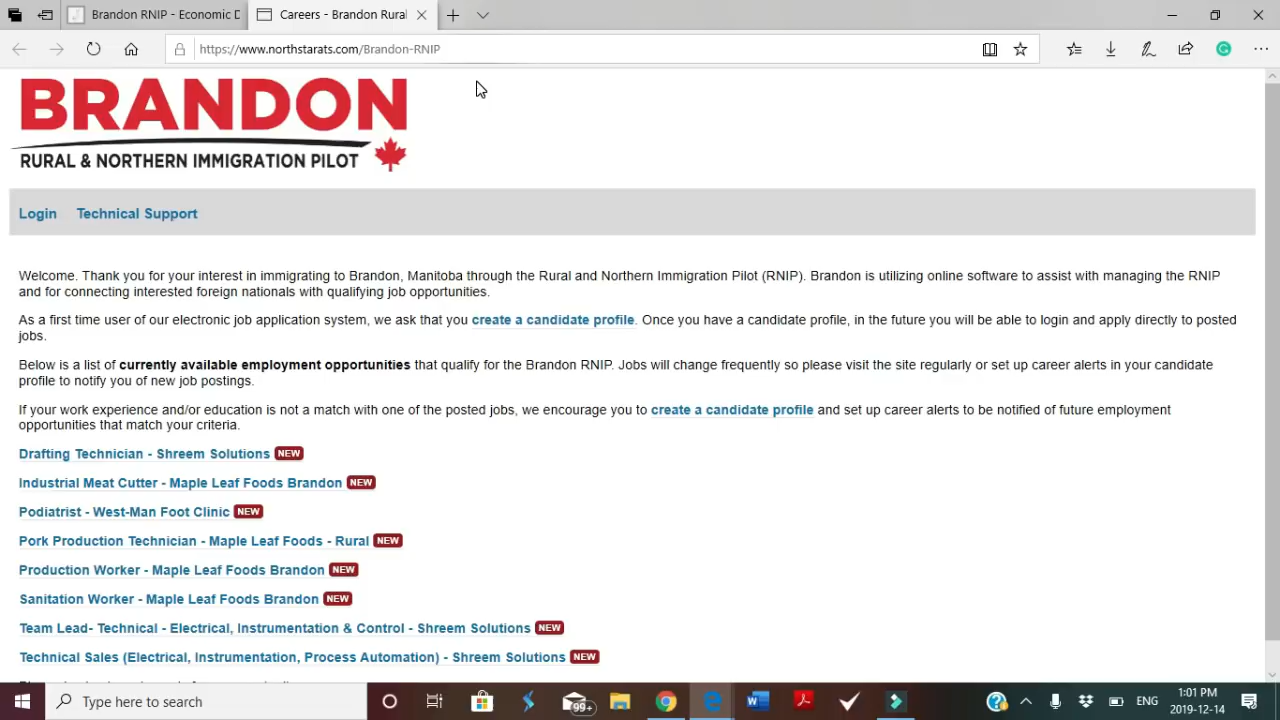 Brandon RNIP - Economic D
Careers - Brandon Rural
https://www.northstarats.com/Brandon-RNIP
BRANDON
RURAL & NORTHERN IMMIGRATION PILOT
Login Technical Support
Welcome. Thank you for your interest in immigrating to Brandon, Manitoba through the Rural and Northern Immigration Pilot (RNIP). Brandon is utilizing online software to assist with managing the RNIP
and for connecting interested foreign nationals with qualifying job opportunities.
As a first time user of our electronic job application system, we ask that you create a candidate profile. Once you have a candidate profile, in the future you will be able to login and apply directly to posted
jobs.
Below is a list of currently available employment opportunities that qualify for the Brandon RNIP. Jobs will change frequently so please visit the site regularly or set up career alerts in your candidate
profile to notify you of new job postings.
If your work experience and/or education is not a match with one of the posted jobs, we encourage you to create a candidate profile and set up career alerts to be notified of future employment
opportunities that match your criteria.
Drafting Technician - Shreem Solutions NEW
Industrial Meat Cutter - Maple Leaf Foods Brandon NEW
Podiatrist - West-Man Foot Clinic NEW
Pork Production Technician - Maple Leaf Foods - Rural NEW
Production Worker - Maple Leaf Foods Brandon NEW
Sanitation Worker - Maple Leaf Foods Brandon NEW
Team Lead- Technical - Electrical, Instrumentation & Control - Shreem Solutions NEW
Technical Sales (Electrical, Instrumentation, Process Automation) - Shreem Solutions NEW
Type here to search
99+
ENG
1:01 PM
2019-12-14